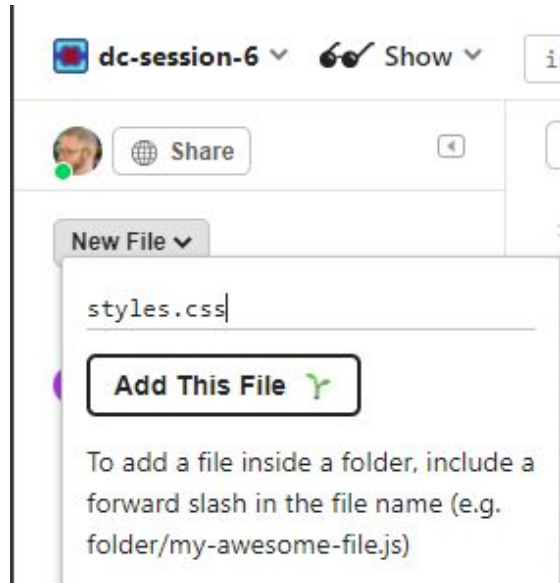 dc-session-6 Show i
Share
New File
styles.css
Add This File
To add a file inside a folder, include a
forward slash in the file name (e.g.
folder/my-awesome-file.js)